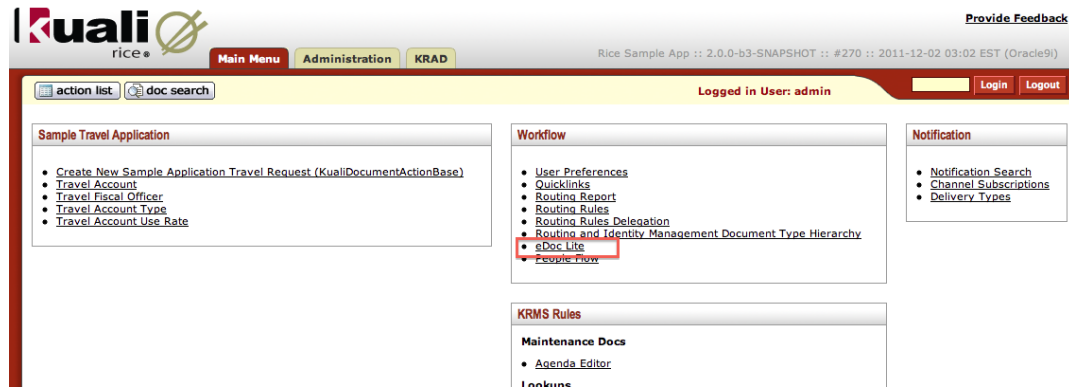 Kuali
rice®
Provide Feedback
Main Menu
Administration
KRAD
Rice Sample App :: 2.0.0-b3-SNAPSHOT :: #270 :: 2011-12-02 03:02 EST (Oracle9i)
action list
doc search
Logged in User: admin
Login
Logout
Sample Travel Application
Create New Sample Application Travel Request (KualiDocumentActionBase)
Travel Account
Travel Fiscal Officer
Travel Account Type
Travel Account Use Rate
Workflow
User Preferences
Quicklinks
Routing Report
Routing Rules
Routing Rules Delegation
Routing and Identity Management Document Type Hierarchy
eDoc Lite
People Flow
KRMS Rules
Maintenance Docs
Agenda Editor
Lookups
Notification
Notification Search
Channel Subscriptions
Delivery Types